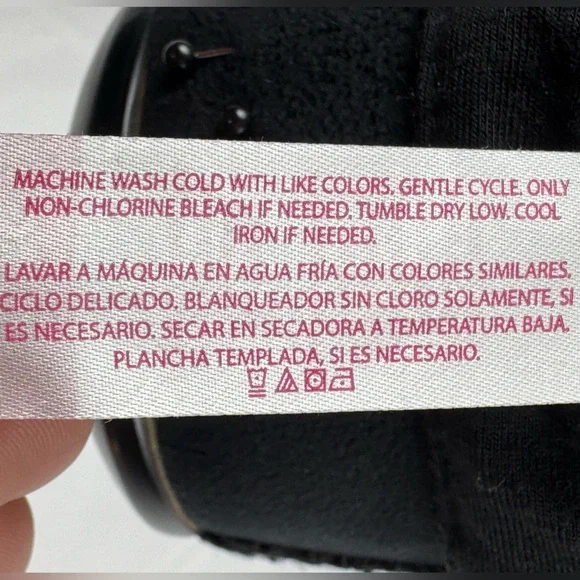 MACHINE WASH COLD WITH LIKE COLORS. GENTLE CYCLE. ONLY
NON-CHLORINE BLEACH IF NEEDED. TUMBLE DRY LOW. COOL
IRON IF NEEDED.
LAVAR A MÁQUINA EN AGUA FRÍA CON COLORES SIMILARES.
CICLO DELICADO. BLANQUEADOR SIN CLORO SOLAMENTE, SI
ES NECESARIO. SECAR EN SECADORA A TEMPERATURA BAJA.
PLANCHA TEMPLADA, SI ES NECESARIO.